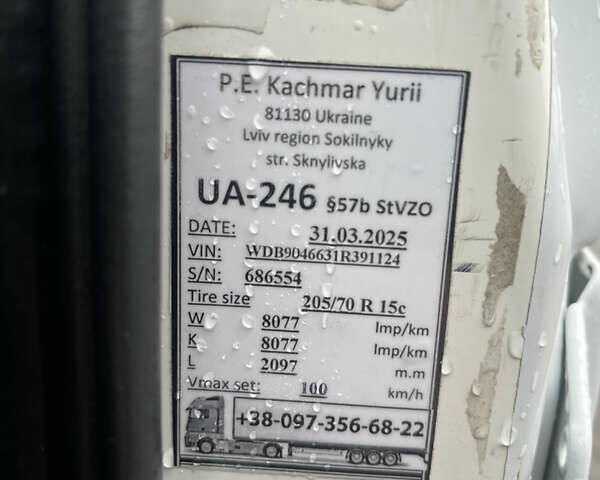 P.E. Kachmar Yurii
81130 Ukraine
Lviv region Sokilnyky
str. Sknylivska
UA-246 §57b StVZO
DATE: 31.03.2025
VIN: WDB9046631R391124
S/N: 686554
Tire size 205/70 R 15c
W 8077 Imp/km
K 8077 Imp/km
L 2097 m.m
Vmax set: 100 km/h
+38-097-356-68-22